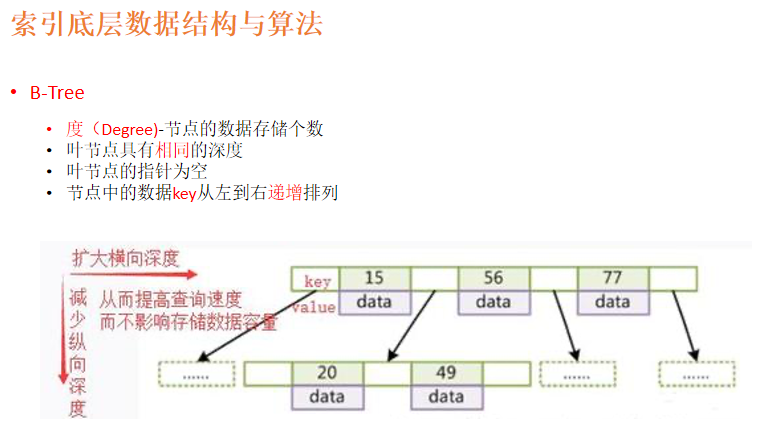 索引底层数据结构与算法
• B-Tree
• 度（Degree)-节点的数据存储个数
• 叶节点具有相同的深度
• 叶节点的指针为空
• 节点中的数据key从左到右递增排列
扩大横向深度
减少纵向深度
从而提高查询速度
而不影响存储数据容量
key 15 56 77
value data data data
...... 20 49 ...... ......
data data